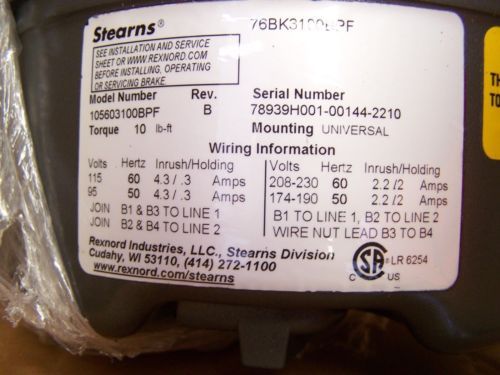 Stearns® 76BK3100BPF
SEE INSTALLATION AND SERVICE
SHEET OR WWW.REXNORD.COM
BEFORE INSTALLING, OPERATING
OR SERVICING BRAKE.
Model Number Rev. Serial Number
105603100BPF B 78939H001-00144-2210
Torque 10 lb-ft Mounting UNIVERSAL
Wiring Information
Volts Hertz Inrush/Holding Volts Hertz Inrush/Holding
115 60 4.3 / .3 Amps 208-230 60 2.2 /2 Amps
95 50 4.3 / .3 Amps 174-190 50 2.2 /2 Amps
JOIN B1 & B3 TO LINE 1 B1 TO LINE 1, B2 TO LINE 2
JOIN B2 & B4 TO LINE 2 WIRE NUT LEAD B3 TO B4
Rexnord Industries, LLC., Stearns Division
Cudahy, WI 53110, (414) 272-1100
www.rexnord.com/stearns
C SA US LR 6254
TH
TO